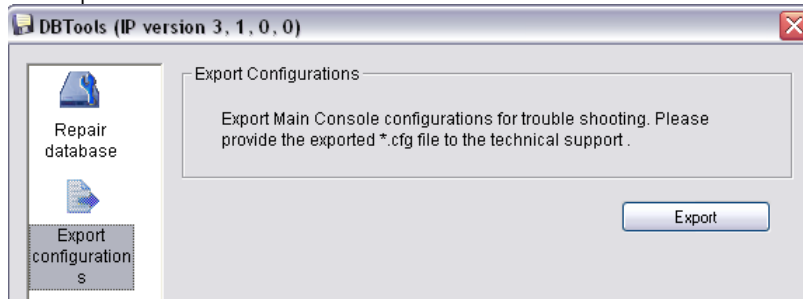 DBTools (IP version 3, 1, 0, 0)
Repair
database
Export
configuration
s
Export Configurations
Export Main Console configurations for trouble shooting. Please
provide the exported *.cfg file to the technical support .
Export